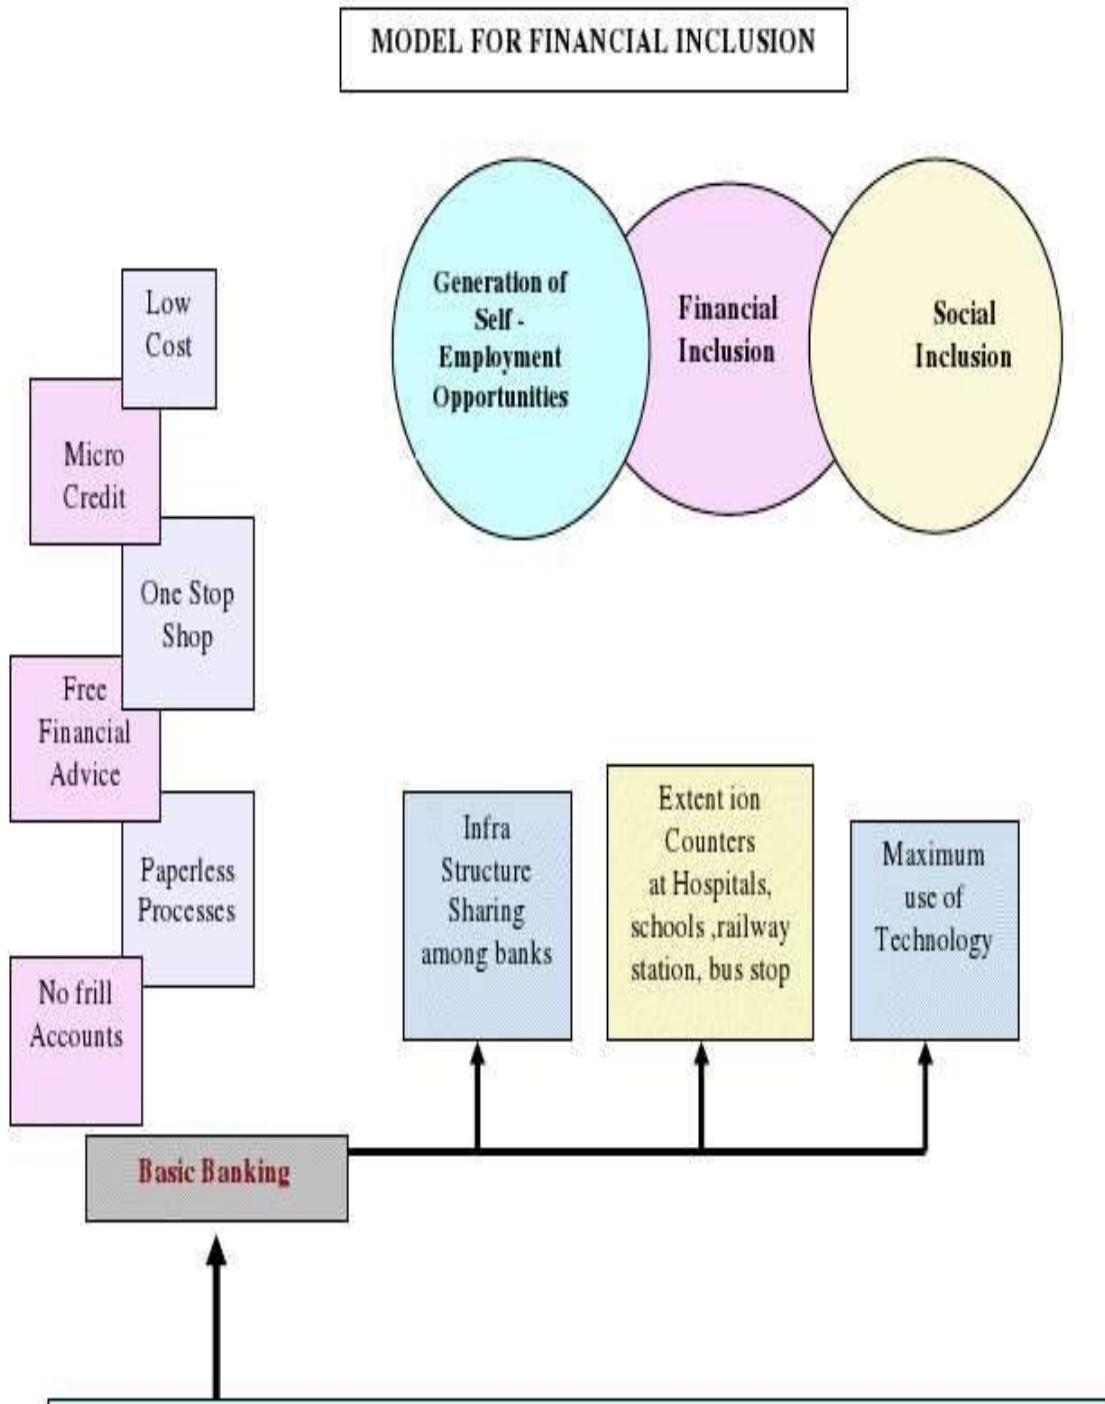 MODEL FOR FINANCIAL INCLUSION
Generation of
Self -
Employment
Opportunities
Financial
Inclusion
Social
Inclusion
Low
Cost
Micro
Credit
One Stop
Shop
Free
Financial
Advice
Paperless
Processes
No frill
Accounts
Infra
Structure
Sharing
among banks
Extent ion
Counters
at Hospitals,
schools ,railway
station, bus stop
Maximum
use of
Technology
Basic Banking